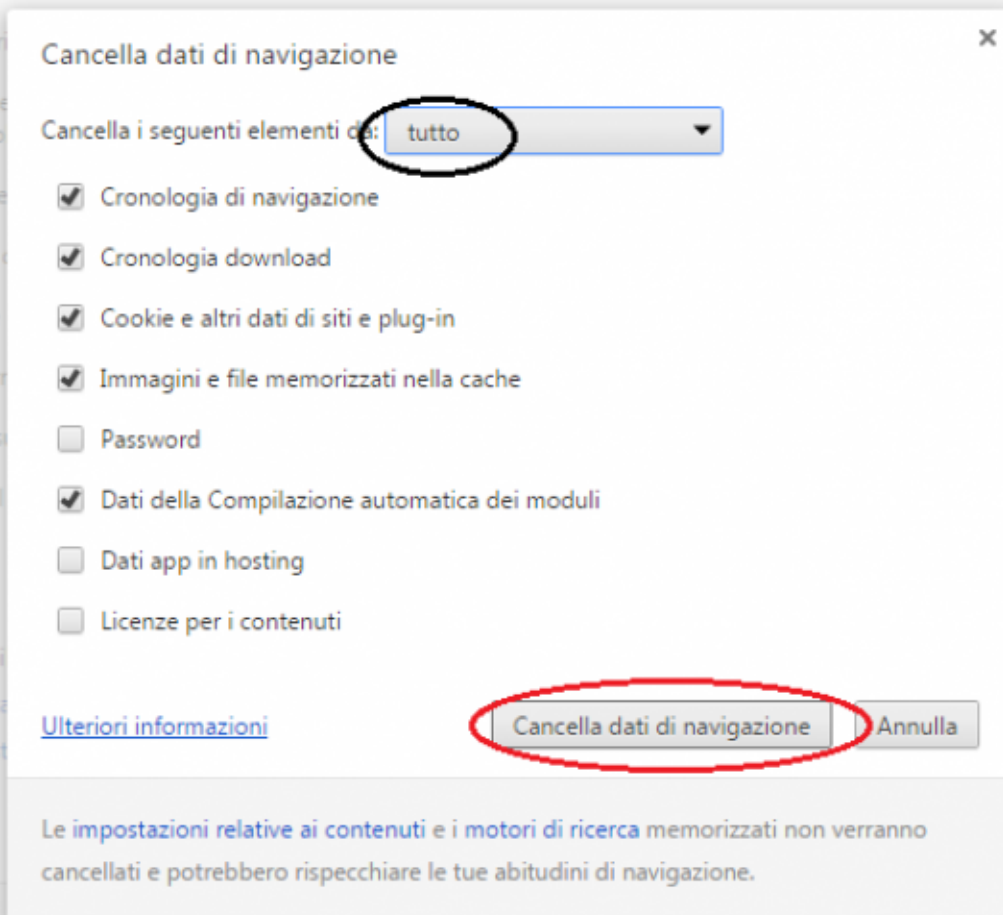 Cancella dati di navigazione
Cancella i seguenti elementi da: tutto
Cronologia di navigazione
Cronologia download
Cookie e altri dati di siti e plug-in
Immagini e file memorizzati nella cache
Password
Dati della Compilazione automatica dei moduli
Dati app in hosting
Licenze per i contenuti
Ulteriori informazioni Cancella dati di navigazione Annulla
Le impostazioni relative ai contenuti e i motori di ricerca memorizzati non verranno
cancellati e potrebbero rispecchiare le tue abitudini di navigazione.